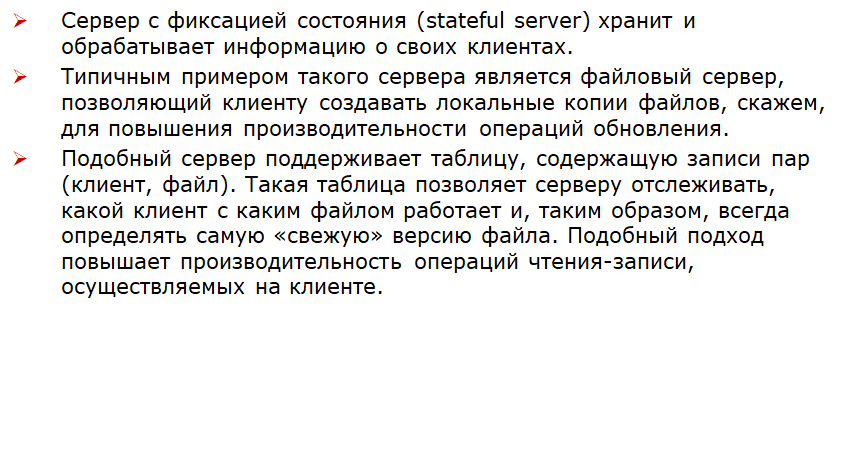 Сервер с фиксацией состояния (stateful server) хранит и
обрабатывает информацию о своих клиентах.
Типичным примером такого сервера является файловый сервер,
позволяющий клиенту создавать локальные копии файлов, скажем,
для повышения производительности операций обновления.
Подобный сервер поддерживает таблицу, содержащую записи пар
(клиент, файл). Такая таблица позволяет серверу отслеживать,
какой клиент с каким файлом работает и, таким образом, всегда
определять самую «свежую» версию файла. Подобный подход
повышает производительность операций чтения-записи,
осуществляемых на клиенте.